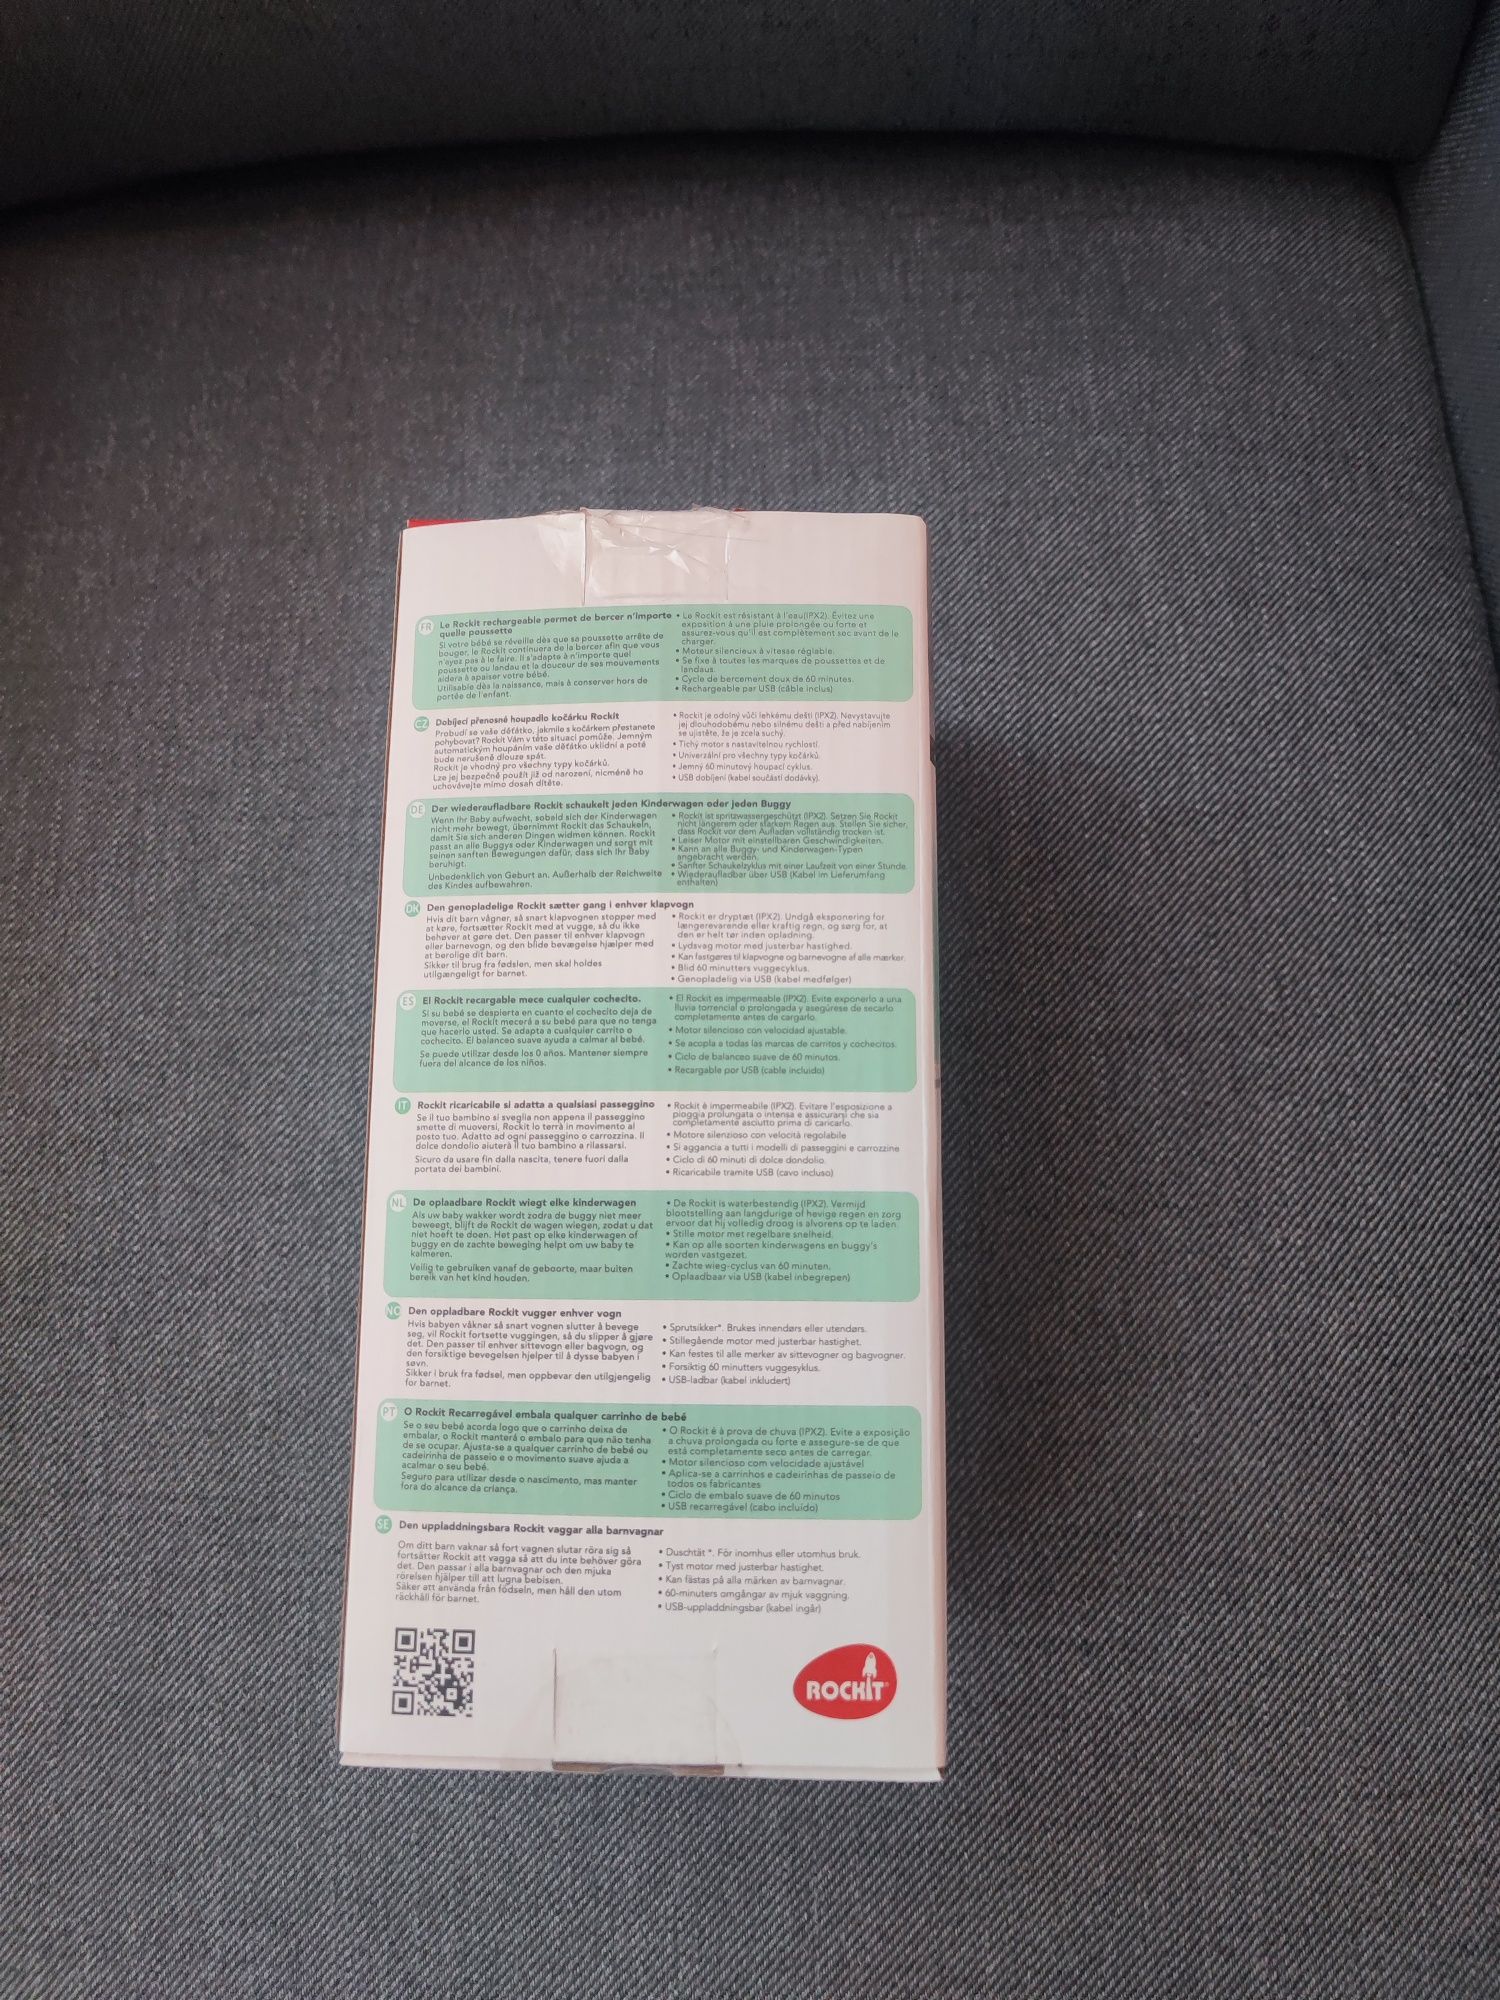 FR
Le Rockit rechargeable permet de bercer n'importe
quelle poussette
Si votre bébé se réveille dès que sa poussette arrête de
bouger, le Rockit continuera de la bercer afin que vous
n'ayez pas à le faire. Il s'adapte à n'importe quel
poussette ou landau et la douceur de ses mouvements
aidera à apaiser votre bébé.
Utilisable dès la naissance, mais à conserver hors de
portée de l'enfant.
• Le Rockit est résistant à l'eau(IPX2). Évitez une
exposition à une pluie prolongée ou forte et
assurez-vous qu'il est complètement sec avant de le
charger.
• Moteur silencieux à vitesse réglable.
• Se fixe à toutes les marques de poussettes et de
landaus.
• Cycle de bercement doux de 60 minutes.
• Rechargeable par USB (câble inclus)
CZ
Dobíjecí přenosné houpadlo kočárku Rockit
Probudí se vaše děťátko, jakmile s kočárkem přestanete
pohybovat? Rockit Vám v této situaci pomůže. Jemným
automatickým houpáním vaše děťátko uklidní a poté
bude nerušeně dlouze spát.
Rockit je vhodný pro všechny typy kočárků.
Lze jej bezpečně použít již od narození, nicméně ho
uchovávejte mimo dosah dítěte.
• Rockit je odolný vůči lehkému dešti (IPX2). Nevystavujte
jej dlouhodobému nebo silnému dešti a před nabíjením
se ujistěte, že je zcela suchý.
• Tichý motor s nastavitelnou rychlostí.
• Univerzální pro všechny typy kočárků.
• Jemný 60 minutový houpací cyklus.
• USB dobíjení (kabel součástí dodávky).
DE
Der wiederaufladbare Rockit schaukelt jeden Kinderwagen oder jeden Buggy
Wenn Ihr Baby aufwacht, sobald sich der Kinderwagen
nicht mehr bewegt, übernimmt Rockit das Schaukeln,
damit Sie sich anderen Dingen widmen können. Rockit
passt an alle Buggys oder Kinderwagen und sorgt mit
seinen sanften Bewegungen dafür, dass sich Ihr Baby
beruhigt.
Unbedenklich von Geburt an. Außerhalb der Reichweite
des Kindes aufbewahren.
• Rockit ist spritzwassergeschützt (IPX2). Setzen Sie Rockit
nicht längerem oder starkem Regen aus. Stellen Sie sicher,
dass Rockit vor dem Aufladen vollständig trocken ist.
• Leiser Motor mit einstellbaren Geschwindigkeiten.
• Kann an alle Buggy- und Kinderwagen-Typen
angebracht werden.
• Sanfter Schaukelzyklus mit einer Laufzeit von einer Stunde.
• Wiederaufladbar über USB (Kabel im Lieferumfang
enthalten)
DK
Den genopladelige Rockit sætter gang i enhver klapvogn
Hvis dit barn vågner, så snart klapvognen stopper med
at køre, fortsætter Rockit med at vugge, så du ikke
behøver at gøre det. Den passer til enhver klapvogn
eller barnevogn, og den blide bevægelse hjælper med
at berolige dit barn.
Sikker til brug fra fødslen, men skal holdes
utilgængeligt for barnet.
• Rockit er dryptæt (IPX2). Undgå eksponering for
længerevarende eller kraftig regn, og sørg for, at
den er helt tør inden opladning.
• Lydsvag motor med justerbar hastighed.
• Kan fastgøres til klapvogne og barnevogne af alle mærker.
• Blid 60 minutters vuggecyklus.
• Genopladelig via USB (kabel medfølger)
ES
El Rockit recargable mece cualquier cochecito.
Si su bebé se despierta en cuanto el cochecito deja de
moverse, el Rockit mecerá a su bebé para que no tenga
que hacerlo usted. Se adapta a cualquier carrito o
cochecito. El balanceo suave ayuda a calmar al bebé.
Se puede utilizar desde los 0 años. Mantener siempre
fuera del alcance de los niños.
• El Rockit es impermeable (IPX2). Evite exponerlo a una
lluvia torrencial o prolongada y asegúrese de secarlo
completamente antes de cargarlo.
• Motor silencioso con velocidad ajustable.
• Se acopla a todas las marcas de carritos y cochecitos.
• Ciclo de balanceo suave de 60 minutos.
• Recargable por USB (cable incluido)
IT
Rockit ricaricabile si adatta a qualsiasi passeggino
Se il tuo bambino si sveglia non appena il passeggino
smette di muoversi, Rockit lo terrà in movimento al
posto tuo. Adatto ad ogni passeggino o carrozzina. Il
dolce dondolio aiuterà il tuo bambino a rilassarsi.
Sicuro da usare fin dalla nascita, tenere fuori dalla
portata dei bambini.
• Rockit è impermeabile (IPX2). Evitare l'esposizione a
pioggia prolungata o intensa e assicurarsi che sia
completamente asciutto prima di caricarlo.
• Motore silenzioso con velocità regolabile
• Si aggancia a tutti i modelli di passeggini e carrozzine
• Ciclo di 60 minuti di dolce dondolio.
• Ricaricabile tramite USB (cavo incluso)
NL
De oplaadbare Rockit wiegt elke kinderwagen
Als uw baby wakker wordt zodra de buggy niet meer
beweegt, blijft de Rockit de wagen wiegen, zodat u dat
niet hoeft te doen. Het past op elke kinderwagen of
buggy en de zachte beweging helpt om uw baby te
kalmeren.
Veilig te gebruiken vanaf de geboorte, maar buiten
bereik van het kind houden.
• De Rockit is waterbestendig (IPX2). Vermijd
blootstelling aan langdurige of hevige regen en zorg
ervoor dat hij volledig droog is alvorens op te laden.
• Stille motor met regelbare snelheid.
• Kan op alle soorten kinderwagens en buggy's
worden vastgezet.
• Zachte wieg-cyclus van 60 minuten.
• Oplaadbaar via USB (kabel inbegrepen)
NO
Den oppladbare Rockit vugger enhver vogn
Hvis babyen våkner så snart vognen slutter å bevege
seg, vil Rockit fortsette vuggingen, så du slipper å gjøre
det. Den passer til enhver sittevogn eller bagvogn, og
den forsiktige bevegelsen hjelper til å dysse babyen i
søvn.
Sikker i bruk fra fødsel, men oppbevar den utilgjengelig
for barnet.
• Sprutsikker*. Brukes innendørs eller utendørs.
• Stillegående motor med justerbar hastighet.
• Kan festes til alle merker av sittevogner og bagvogner.
• Forsiktig 60 minutters vuggesyklus.
• USB-ladbar (kabel inkludert)
PT
O Rockit Recarregável embala qualquer carrinho de bebé
Se o seu bebé acorda logo que o carrinho deixa de
embalar, o Rockit manterá o embalo para que não tenha
de se ocupar. Ajusta-se a qualquer carrinho de bebé ou
cadeirinha de passeio e o movimento suave ajuda a
acalmar o seu bebé.
Seguro para utilizar desde o nascimento, mas manter
fora do alcance da criança.
• O Rockit é à prova de chuva (IPX2). Evite a exposição
a chuva prolongada ou forte e assegure-se de que
está completamente seco antes de carregar.
• Motor silencioso com velocidade ajustável
• Aplica-se a carrinhos e cadeirinhas de passeio de
todos os fabricantes
• Ciclo de embalo suave de 60 minutos
• USB recarregável (cabo incluído)
SE
Den uppladdningsbara Rockit vaggar alla barnvagnar
Om ditt barn vaknar så fort vagnen slutar röra sig så
fortsätter Rockit att vagga så att du inte behöver göra
det. Den passar i alla barnvagnar och den mjuka
rörelsen hjälper till att lugna bebisen.
Säker att använda från födseln, men håll den utom
räckhåll för barnet.
• Duschtät *. För inomhus eller utomhus bruk.
• Tyst motor med justerbar hastighet.
• Kan fästas på alla märken av barnvagnar.
• 60-minuters omgångar av mjuk vaggning.
• USB-uppladdningsbar (kabel ingår)
ROCKIT